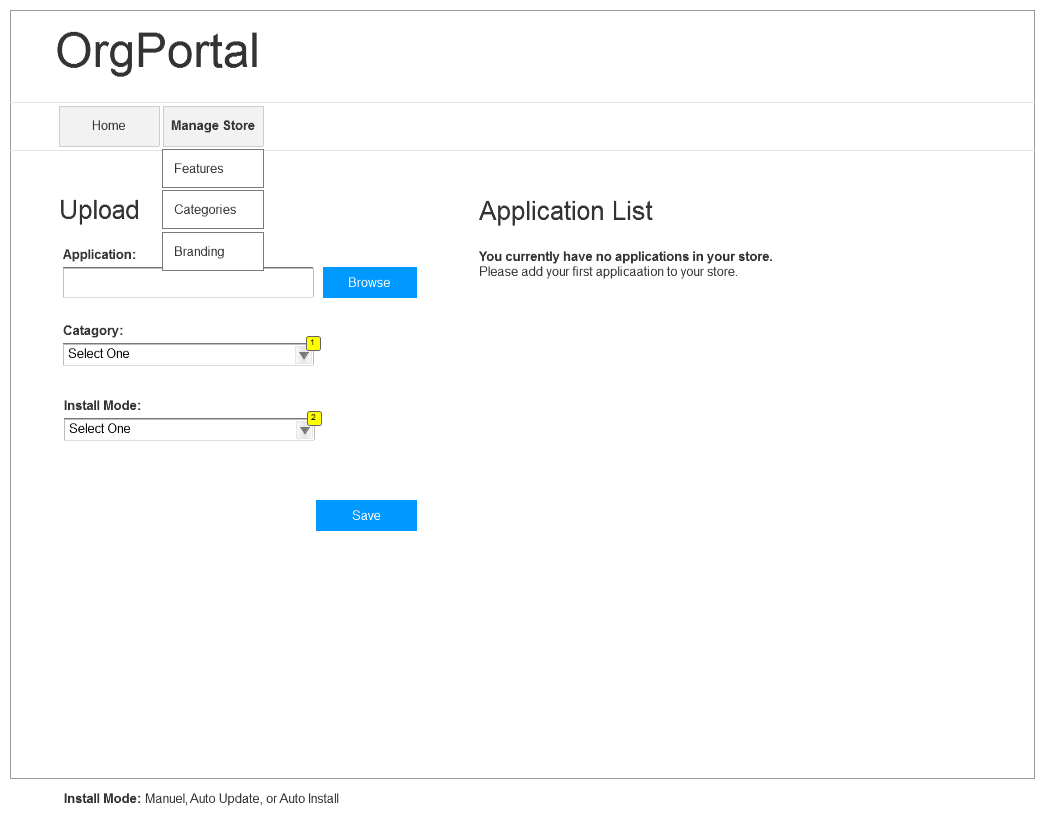 OrgPortal
Home
Manage Store
Features
Categories
Branding
Upload
Application:
Browse
Catagory:
1
Select One
Install Mode:
2
Select One
Save
Application List
You currently have no applications in your store.
Please add your first applicaation to your store.
Install Mode: Manuel, Auto Update, or Auto Install